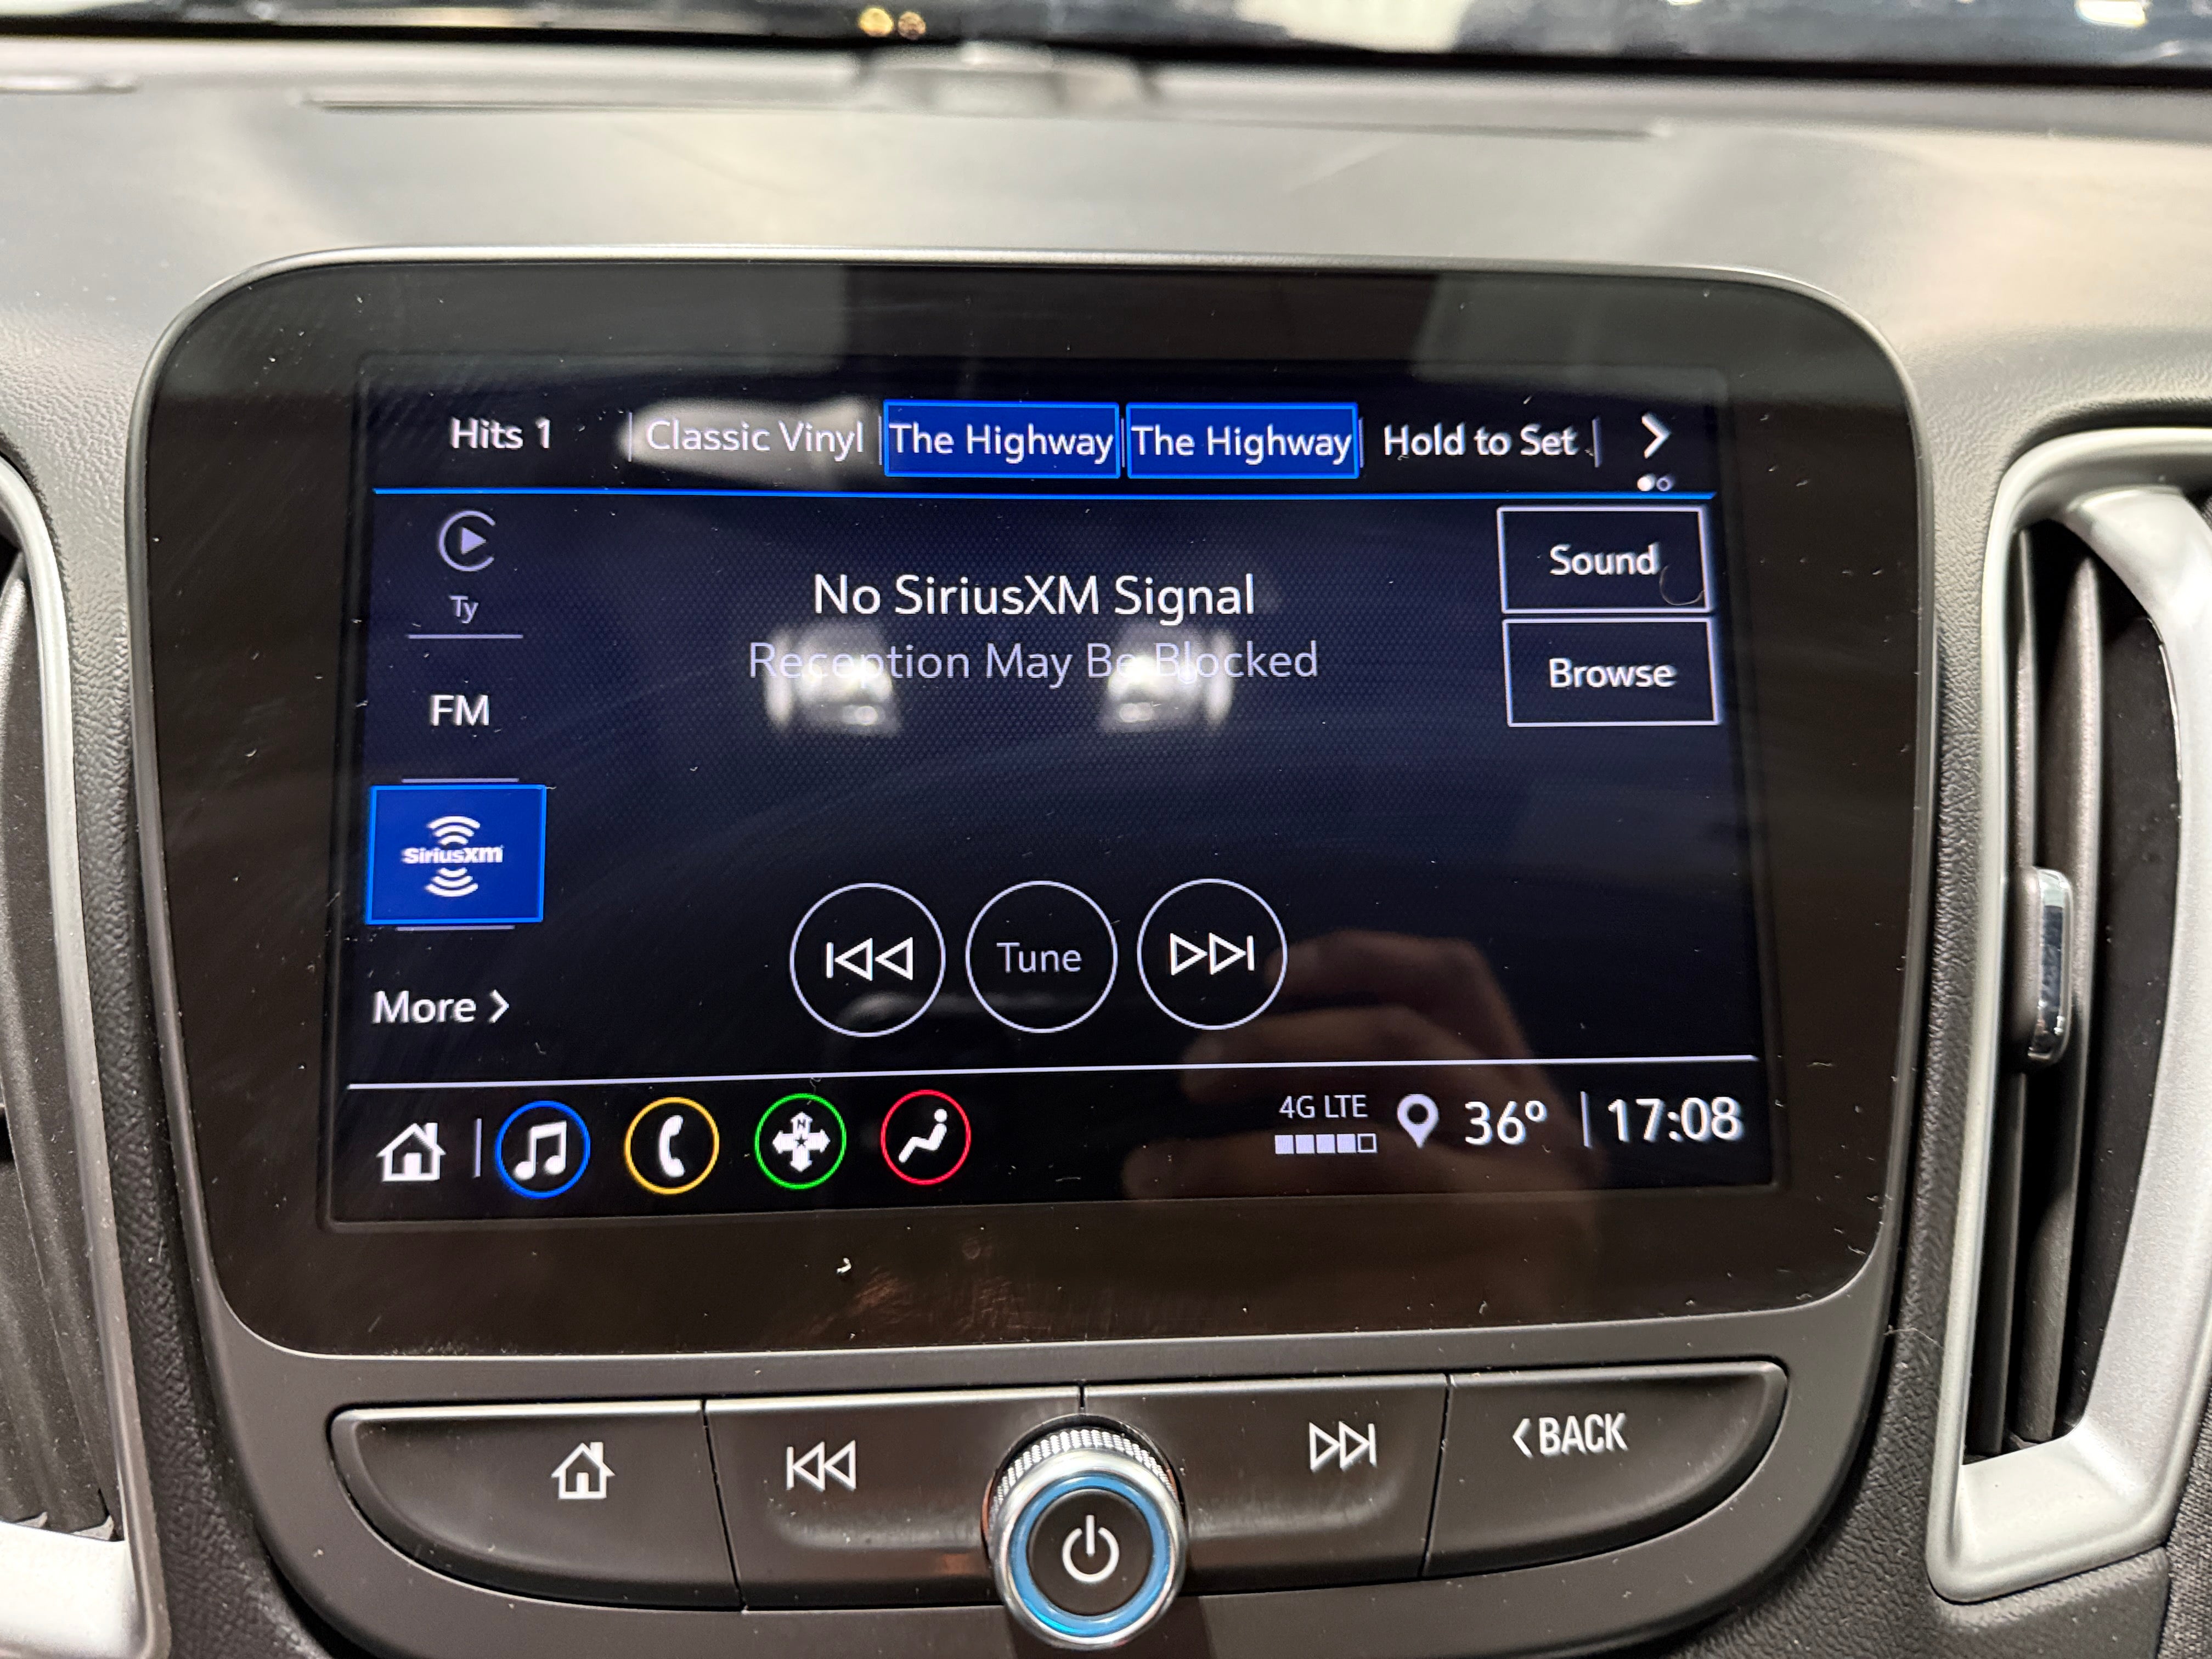 Hits 1 Classic Vinyl The Highway The Highway Hold to Set
Ty
Sound
No SiriusXM Signal
Reception May Be Blocked
Browse
FM
SiriusXM
Tune
More
N
4G LTE
36° 17:08
BACK